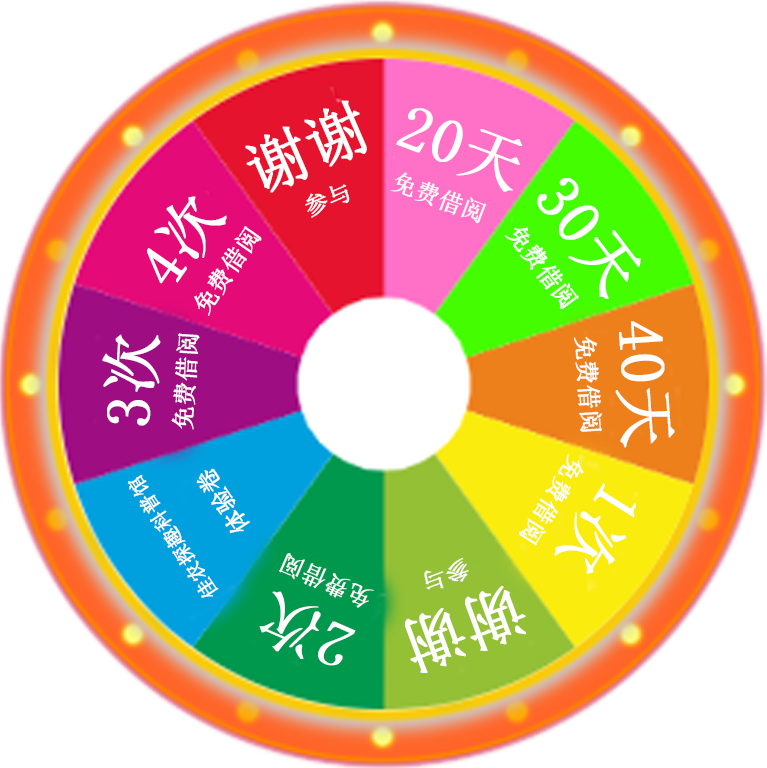 20天
免费借阅
30天
免费借阅
40天
免费借阅
1次
免费借阅
谢谢
参与
2次
免费借阅
佳农探趣科普馆
体验卷
3次
免费借阅
4次
免费借阅
谢谢
参与